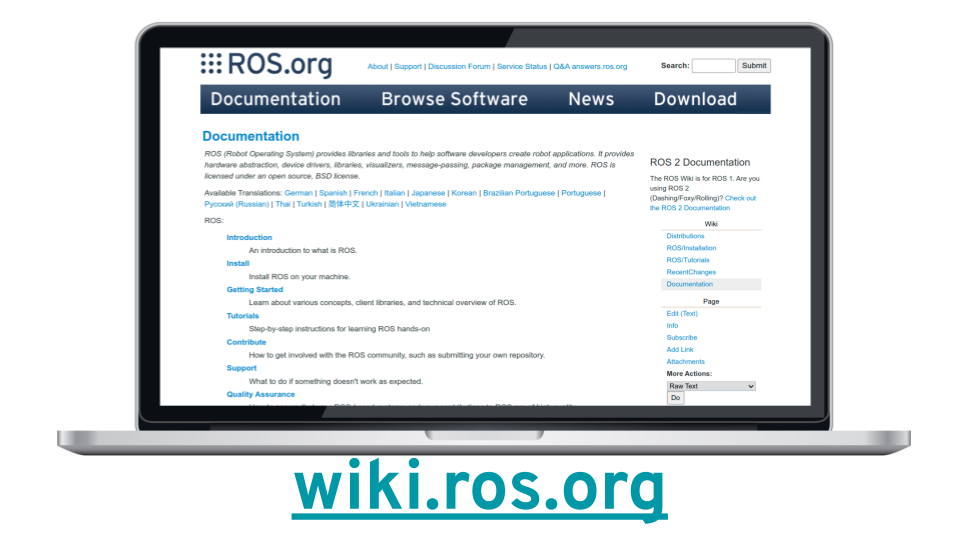 ROS.org
About | Support | Discussion Forum | Service Status | Q&A answers.ros.org
Search:
Submit
Documentation
Browse Software
News
Download
Documentation
ROS (Robot Operating System) provides libraries and tools to help software developers create robot applications. It provides
hardware abstraction, device drivers, libraries, visualizers, message-passing, package management, and more. ROS is
licensed under an open source, BSD license.
Available Translations: German | Spanish | French | Italian | Japanese | Korean | Brazilian Portuguese | Portuguese |
Русский (Russian) | Thai | Turkish | 简体中文 | Ukrainian | Vietnamese
ROS:
Introduction
An introduction to what is ROS.
Install
Install ROS on your machine.
Getting Started
Learn about various concepts, client libraries, and technical overview of ROS.
Tutorials
Step-by-step instructions for learning ROS hands-on
Contribute
How to get involved with the ROS community, such as submitting your own repository.
Support
What to do if something doesn't work as expected.
Quality Assurance
ROS 2 Documentation
The ROS Wiki is for ROS 1. Are you
using ROS 2
(Dashing/Foxy/Rolling)? Check out
the ROS 2 Documentation
Wiki
Distributions
ROS/Installation
ROS/Tutorials
RecentChanges
Documentation
Page
Edit (Text)
Info
Subscribe
Add Link
Attachments
More Actions:
Raw Text
Do
wiki.ros.org